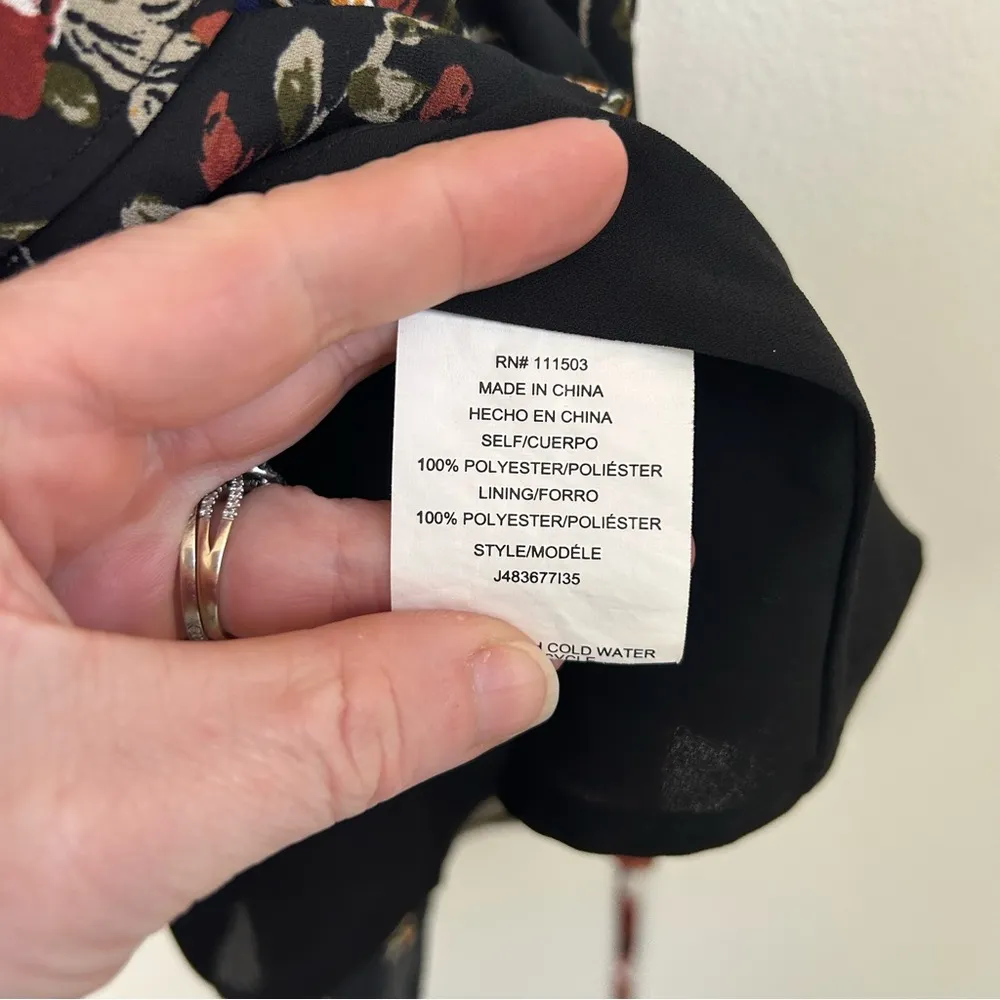 RN# 111503
MADE IN CHINA
HECHO EN CHINA
SELF/CUERPO
100% POLYESTER/POLIÉSTER
LINING/FORRO
100% POLYESTER/POLIÉSTER
STYLE/MODÉLE
J483677I35
COLD WATER